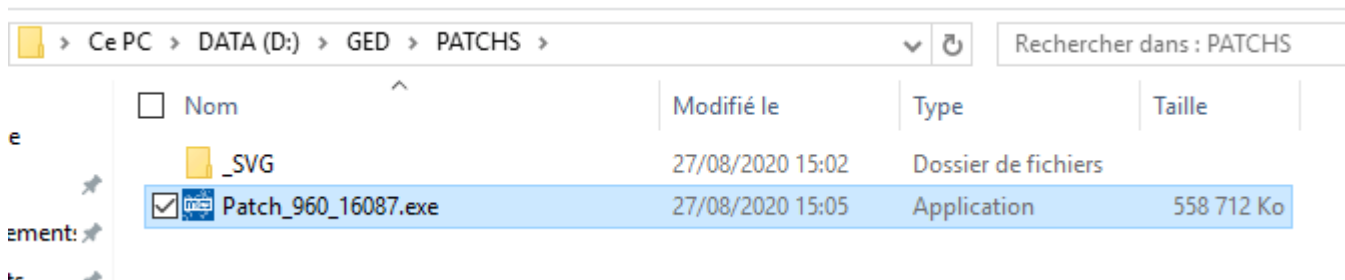 Ce PC > DATA (D:) > GED > PATCHS >
Rechercher dans : PATCHS
Nom Modifié le Type Taille
e
_SVG 27/08/2020 15:02 Dossier de fichiers
Patch_960_16087.exe 27/08/2020 15:05 Application 558 712 Ko
ements